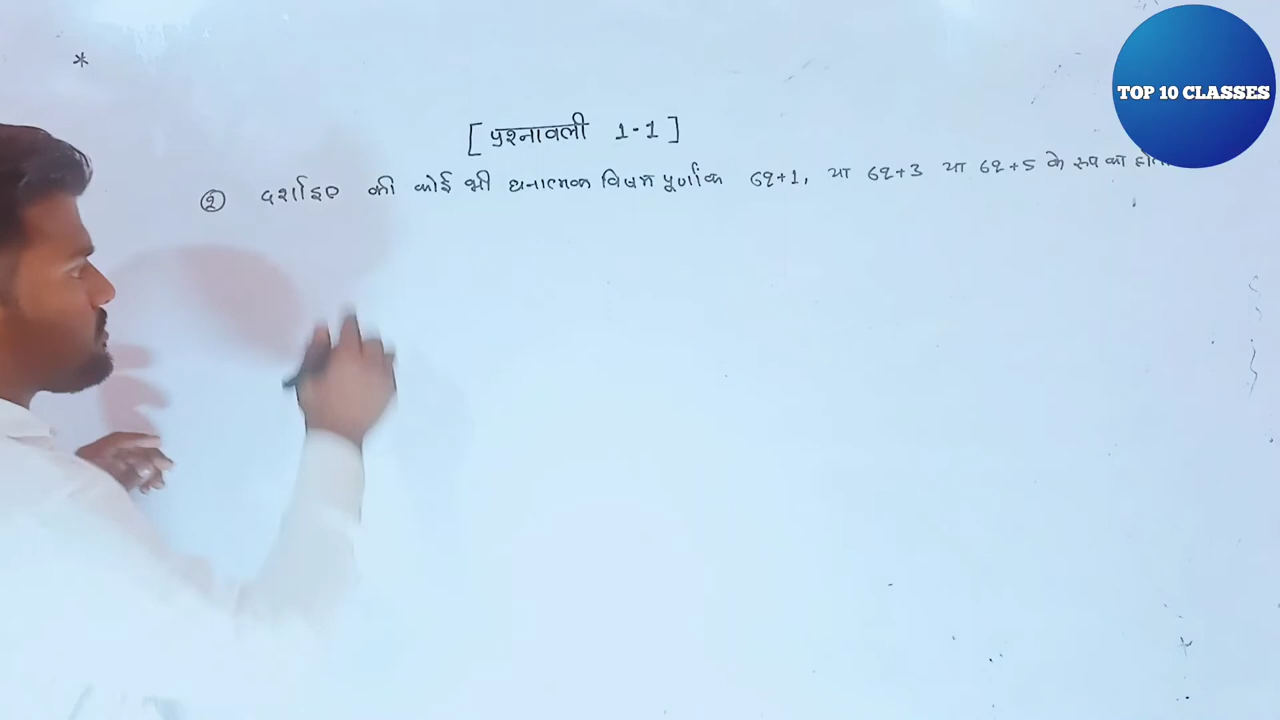 *
TOP 10 CLASSES
[प्रश्नावली 1-1]
② दर्शाइए की कोई भी धनात्मक विषम पूर्णांक 6q+1, या 6q+3 या 6q+5 के रूप का